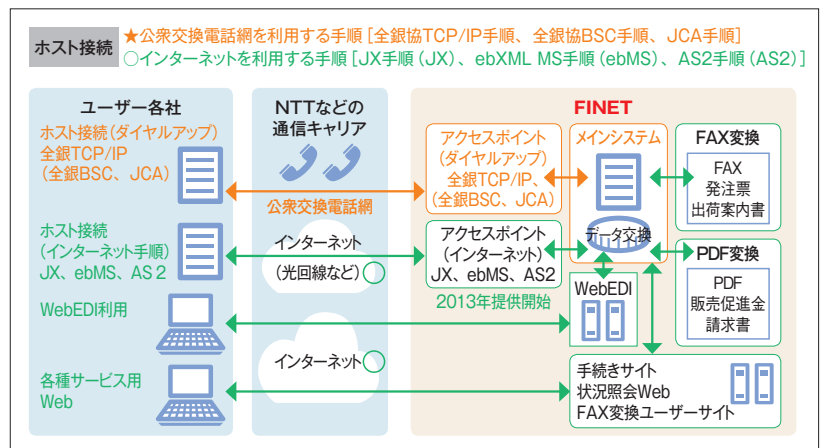 ホスト接続
★公衆交換電話網を利用する手順 [全銀協TCP/IP手順、全銀協BSC手順、JCA手順]
○インターネットを利用する手順 [JX手順(JX)、ebXML MS手順(ebMS)、AS2手順(AS2)]
ユーザー各社
ホスト接続(ダイヤルアップ)
全銀TCP/IP
(全銀BSC、JCA)
ホスト接続
(インターネット手順)
JX、ebMS、AS 2
WebEDI利用
各種サービス用
Web
NTTなどの
通信キャリア
公衆交換電話網
インターネット
(光回線など)
インターネット
FINET
アクセスポイント
(ダイヤルアップ)
全銀TCP/IP、
(全銀BSC、JCA)
アクセスポイント
(インターネット)
JX、ebMS、AS2
2013年提供開始
メインシステム
データ交換
WebEDI
FAX変換
FAX
発注票
出荷案内書
PDF変換
PDF
販売促進金
請求書
手続きサイト
状況照会Web
FAX変換ユーザーサイト